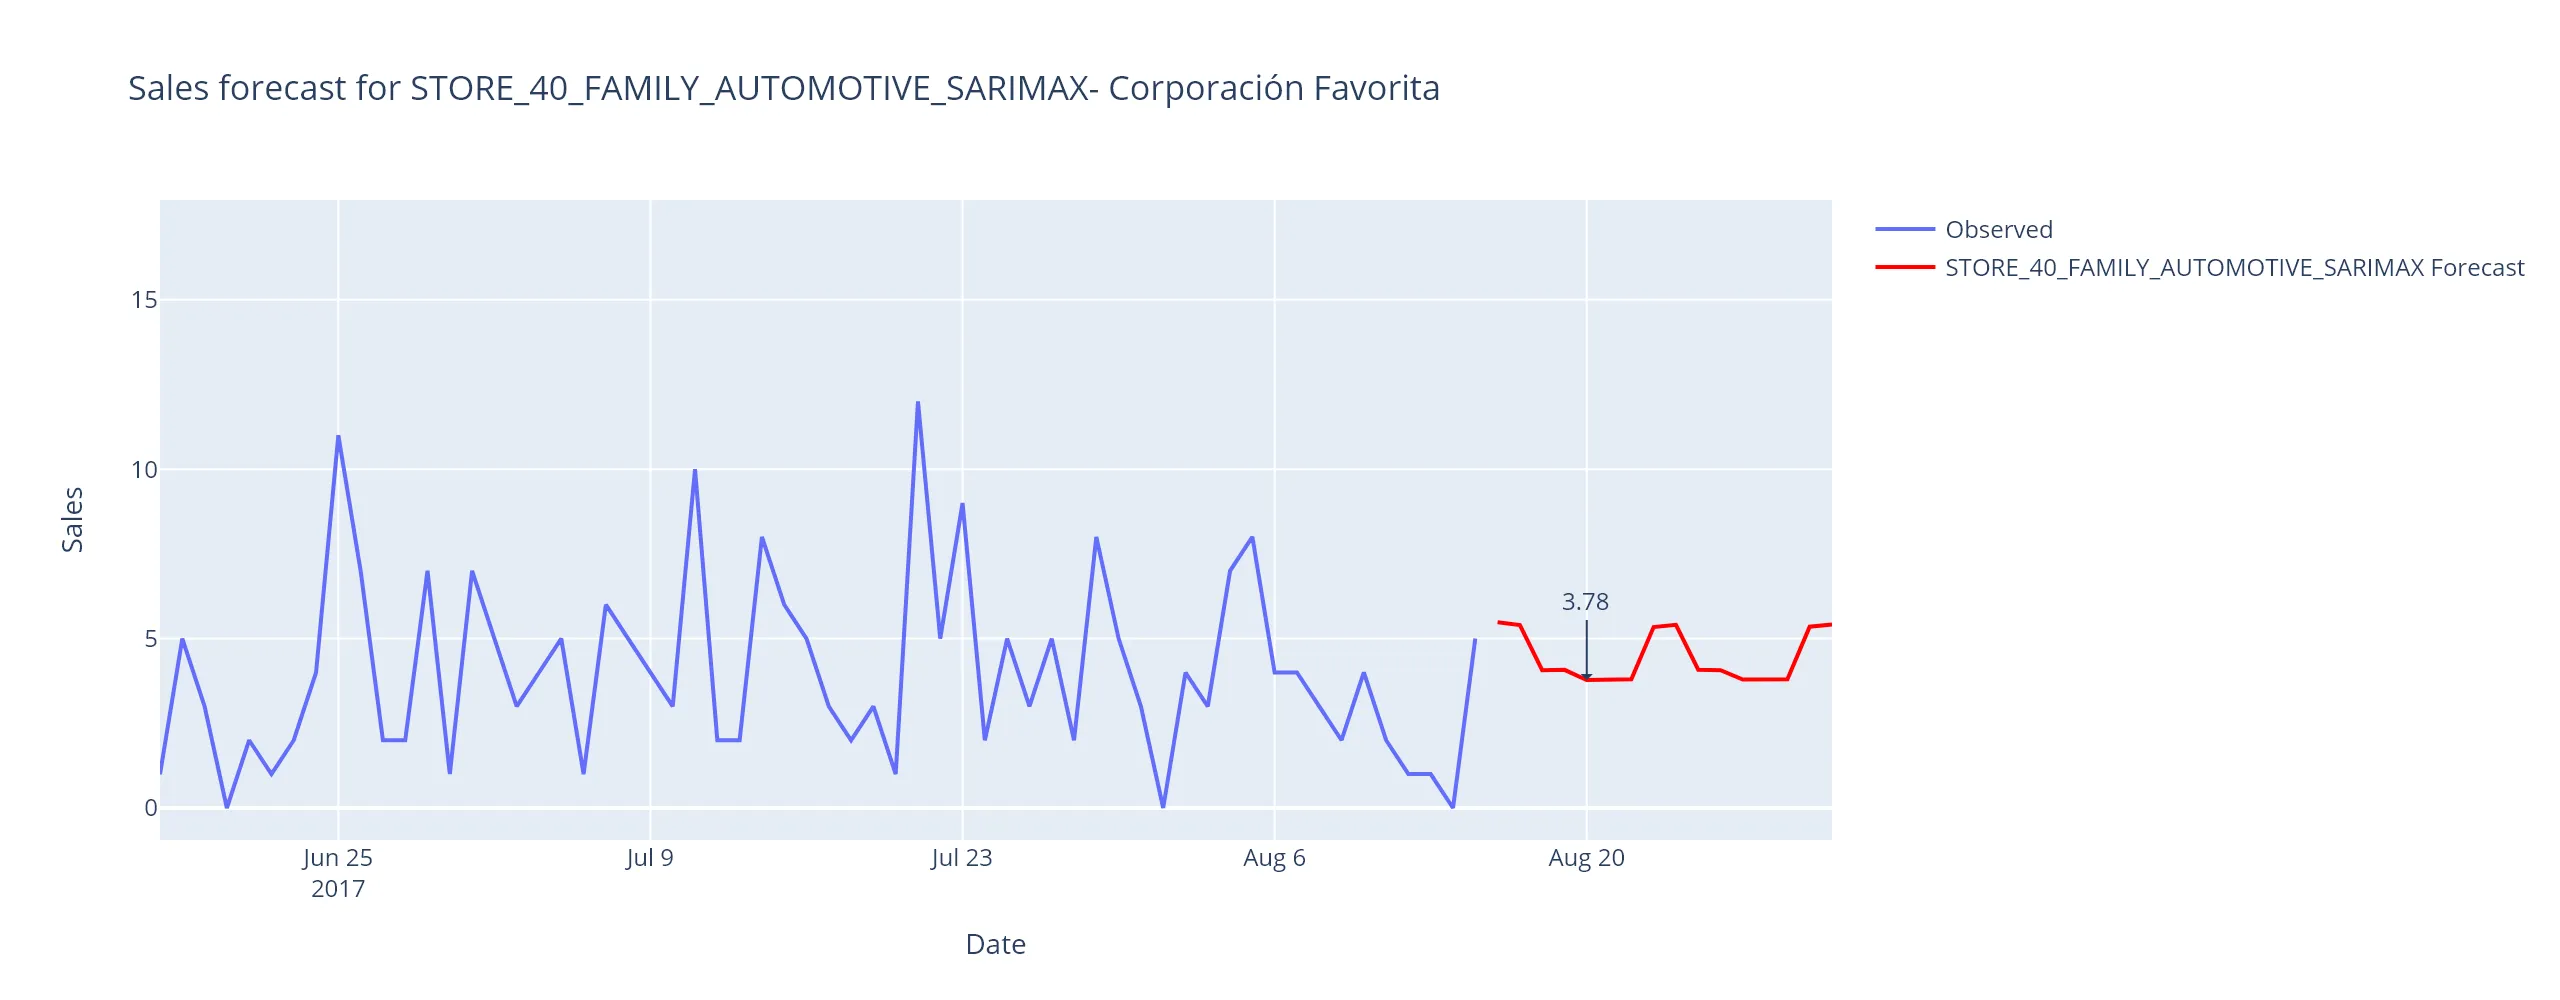 Sales forecast for STORE_40_FAMILY_AUTOMOTIVE_SARIMAX- Corporación Favorita
Observed
STORE_40_FAMILY_AUTOMOTIVE_SARIMAX Forecast
15
10
5
0
Sales
3.78
Jun 25
2017
Jul 9
Jul 23
Aug 6
Aug 20
Date